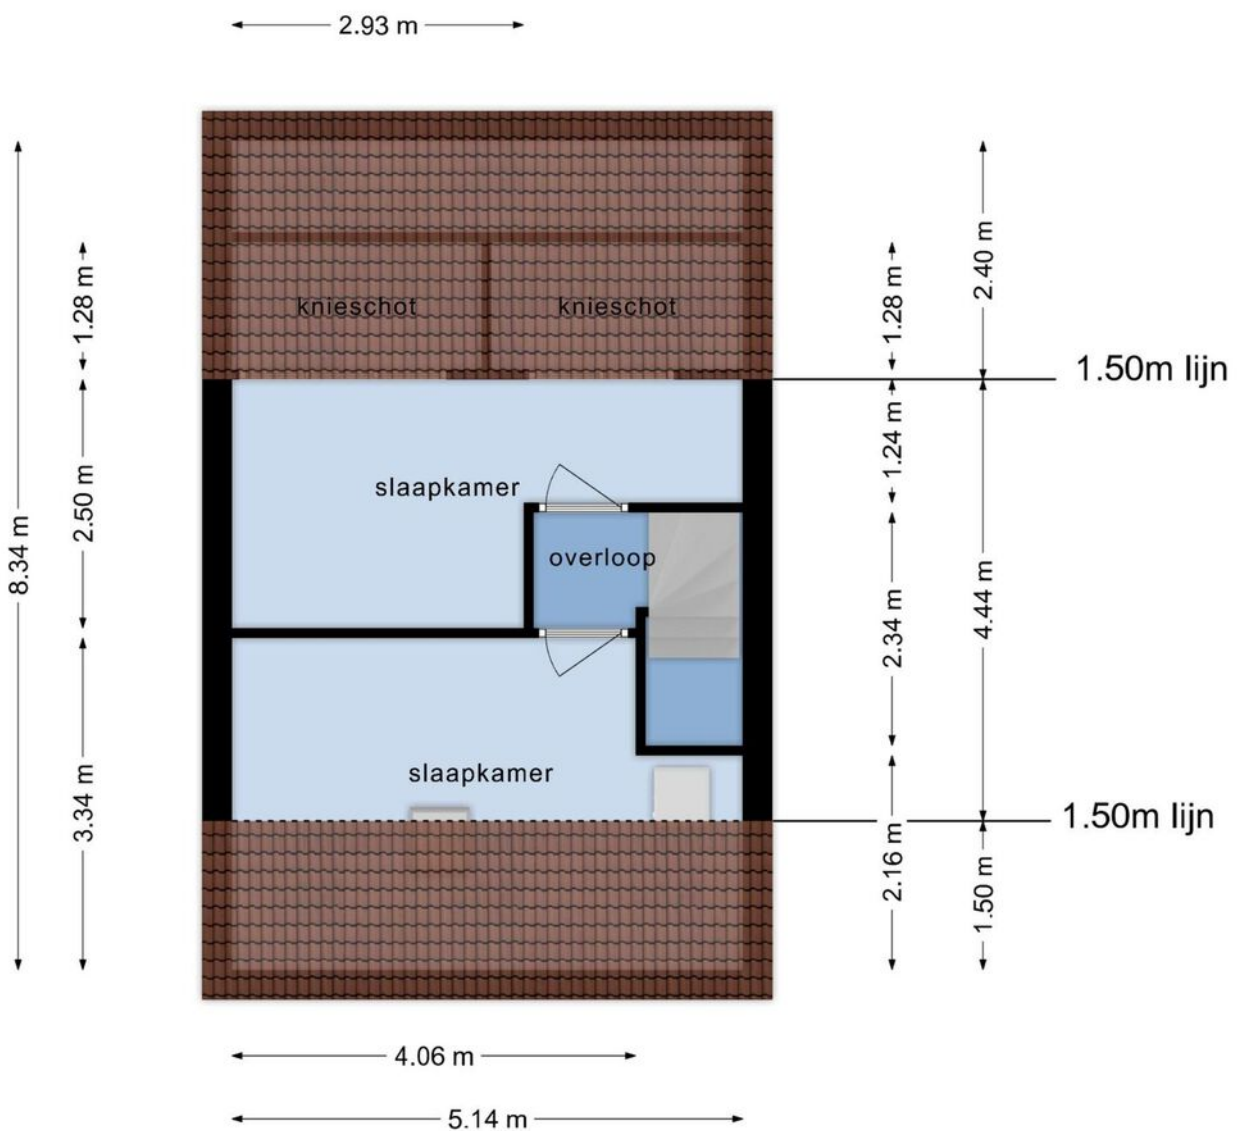 2.93 m
2.40 m
1.28 m
1.28 m
knieschot
knieschot
1.50m lijn
1.24 m
slaapkamer
2.50 m
8.34 m
overloop
4.44 m
2.34 m
slaapkamer
3.34 m
1.50m lijn
2.16 m
1.50 m
4.06 m
5.14 m